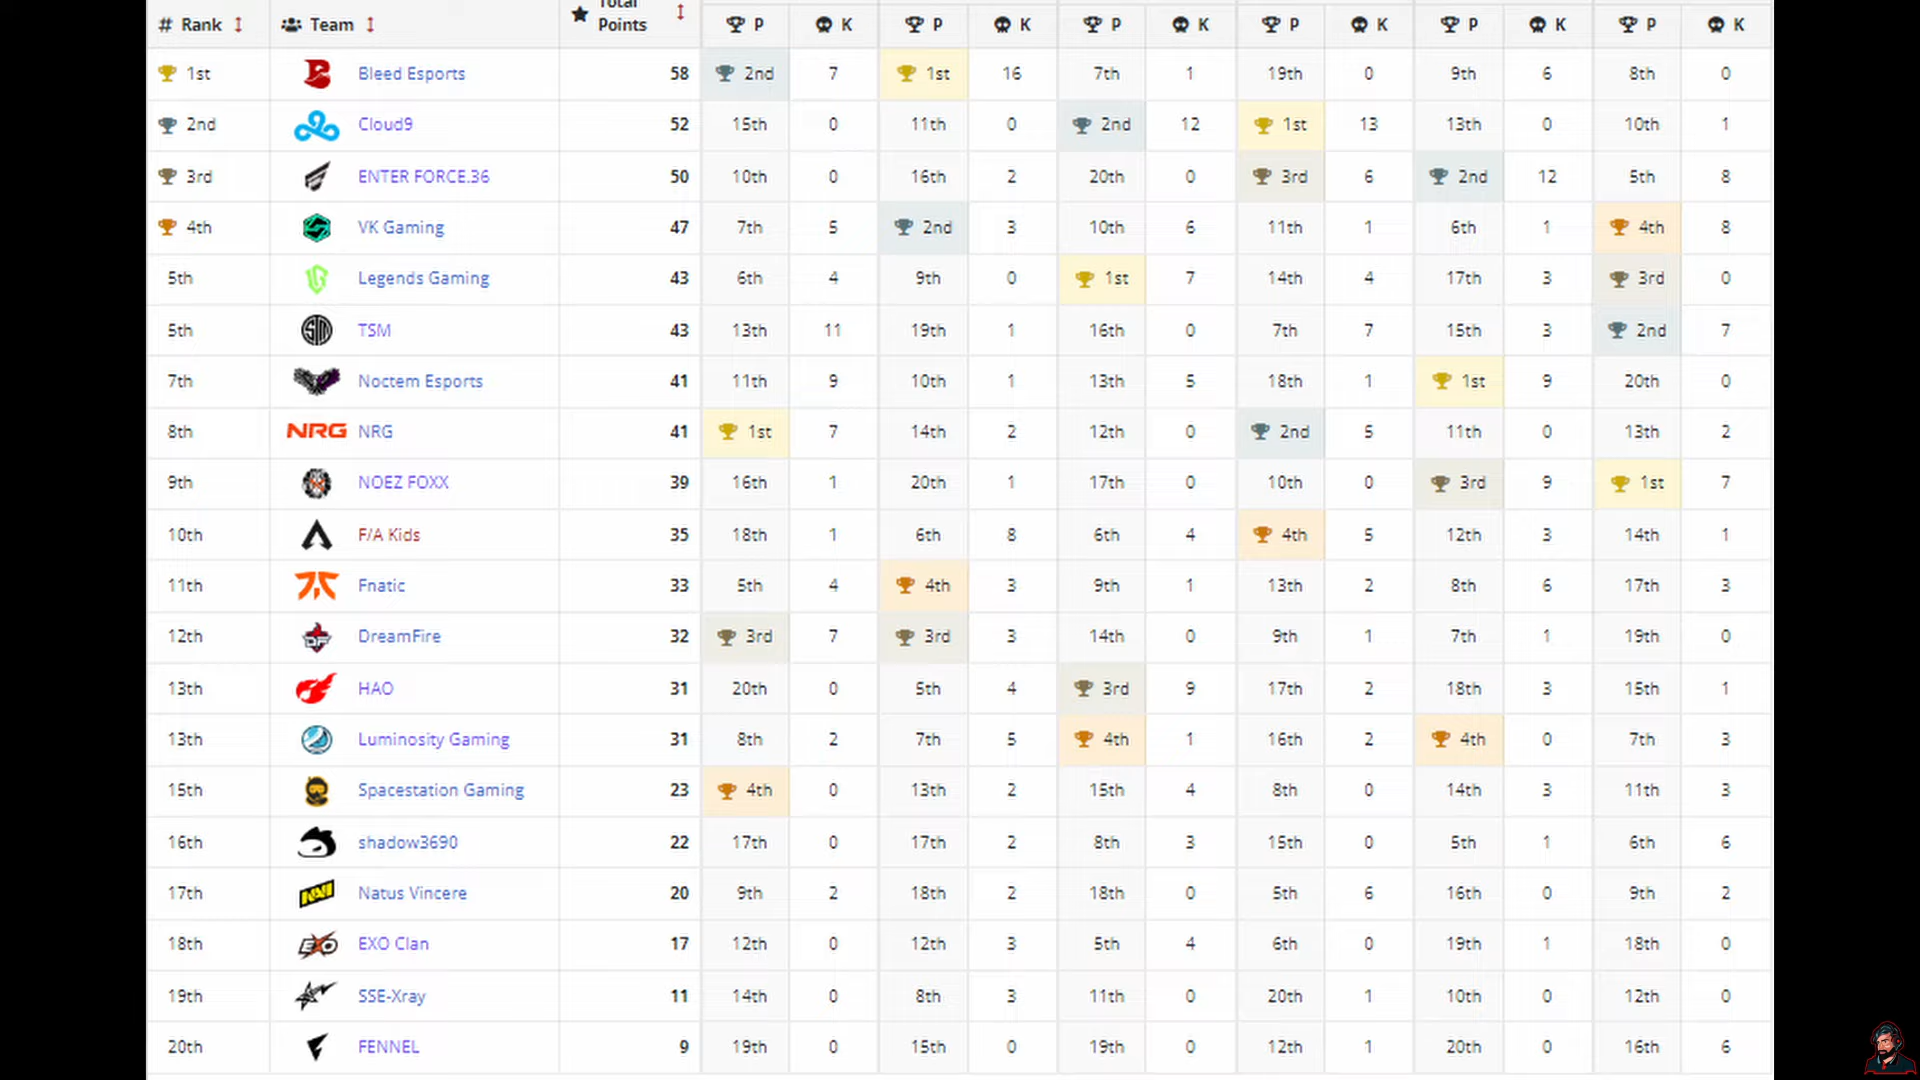 # Rank Team Total Points P K P K P K P K P K P K
1st Bleed Esports 58 2nd 7 1st 16 7th 1 19th 0 9th 6 8th 0
2nd Cloud9 52 15th 0 11th 0 2nd 12 1st 13 13th 0 10th 1
3rd ENTER FORCE.36 50 10th 0 16th 2 20th 0 3rd 6 2nd 12 5th 8
4th VK Gaming 47 7th 5 2nd 3 10th 6 11th 1 6th 1 4th 8
5th Legends Gaming 43 6th 4 9th 0 1st 7 14th 4 17th 3 3rd 0
5th TSM 43 13th 11 19th 1 16th 0 7th 7 15th 3 2nd 7
7th Noctem Esports 41 11th 9 10th 1 13th 5 18th 1 1st 9 20th 0
8th NRG NRG 41 1st 7 14th 2 12th 0 2nd 5 11th 0 13th 2
9th NOEZ FOXX 39 16th 1 20th 1 17th 0 10th 0 3rd 9 1st 7
10th F/A Kids 35 18th 1 6th 8 6th 4 4th 5 12th 3 14th 1
11th Fnatic 33 5th 4 4th 3 9th 1 13th 2 8th 6 17th 3
12th DreamFire 32 3rd 7 3rd 3 14th 0 9th 1 7th 1 19th 0
13th HAO 31 20th 0 5th 4 3rd 9 17th 2 18th 3 15th 1
13th Luminosity Gaming 31 8th 2 7th 5 4th 1 16th 2 4th 0 7th 3
15th Spacestation Gaming 23 4th 0 13th 2 15th 4 8th 0 14th 3 11th 3
16th shadow3690 22 17th 0 17th 2 8th 3 15th 0 5th 1 6th 6
17th Natus Vincere 20 9th 2 18th 2 18th 0 5th 6 16th 0 9th 2
18th EXO EXO Clan 17 12th 0 12th 3 5th 4 6th 0 19th 1 18th 0
19th SSE-Xray 11 14th 0 8th 3 11th 0 20th 1 10th 0 12th 0
20th FENNEL 9 19th 0 15th 0 19th 0 12th 1 20th 0 16th 6